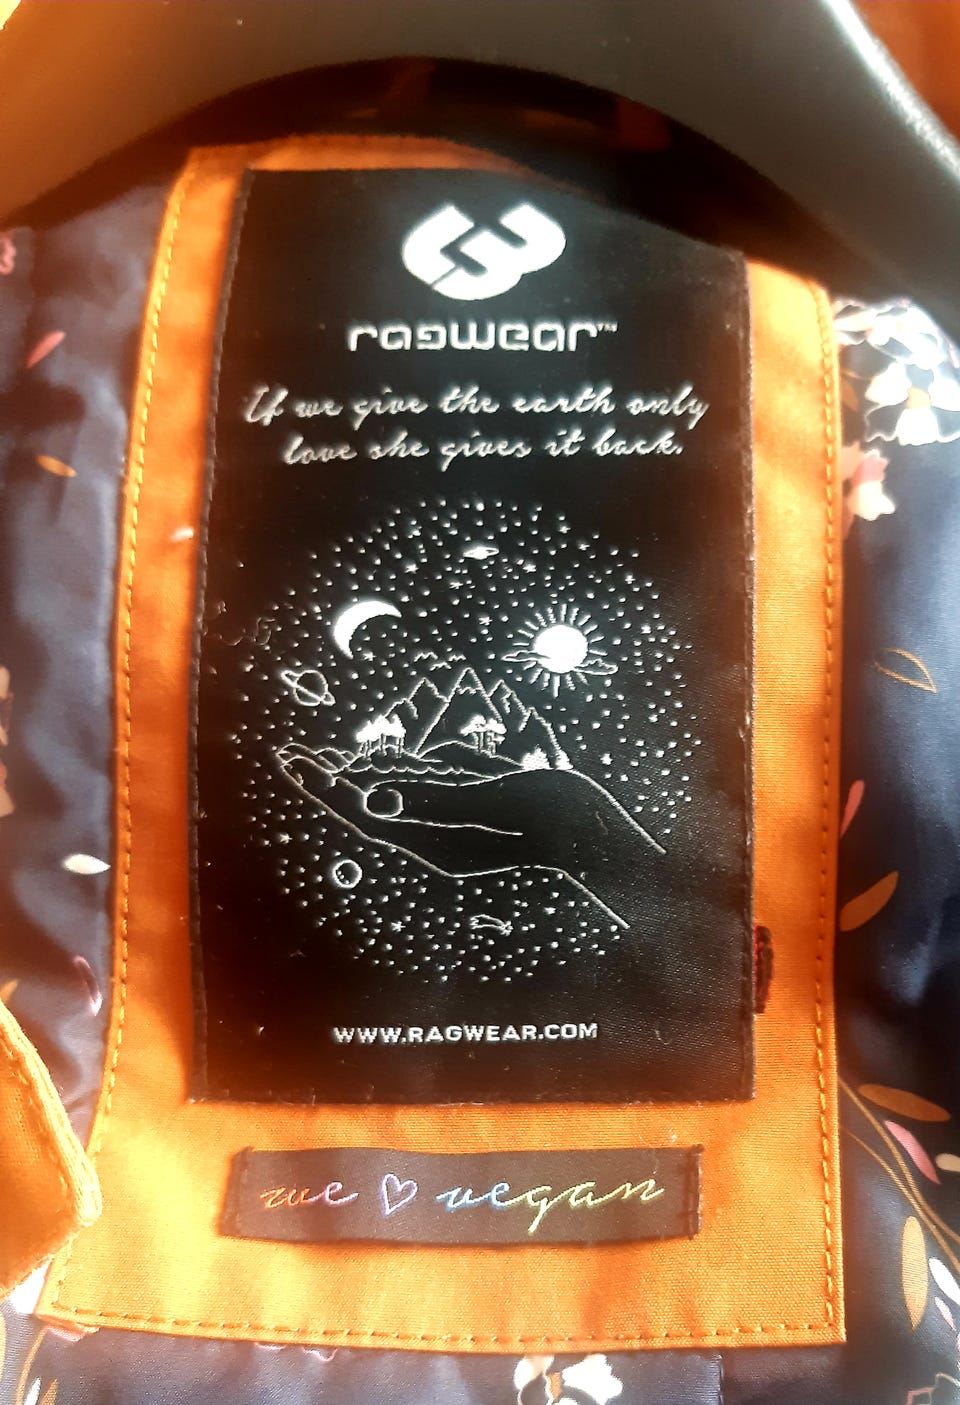 ragwear™
If we give the earth only
love she gives it back.
WWW.RAGWEAR.COM
we ♡ vegan